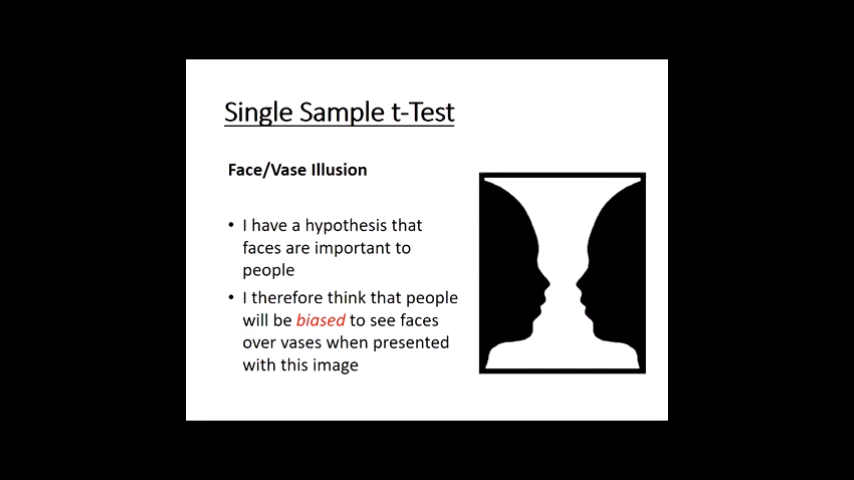 Single Sample t-Test
Face/Vase Illusion
• I have a hypothesis that
faces are important to
people
• I therefore think that people
will be biased to see faces
over vases when presented
with this image